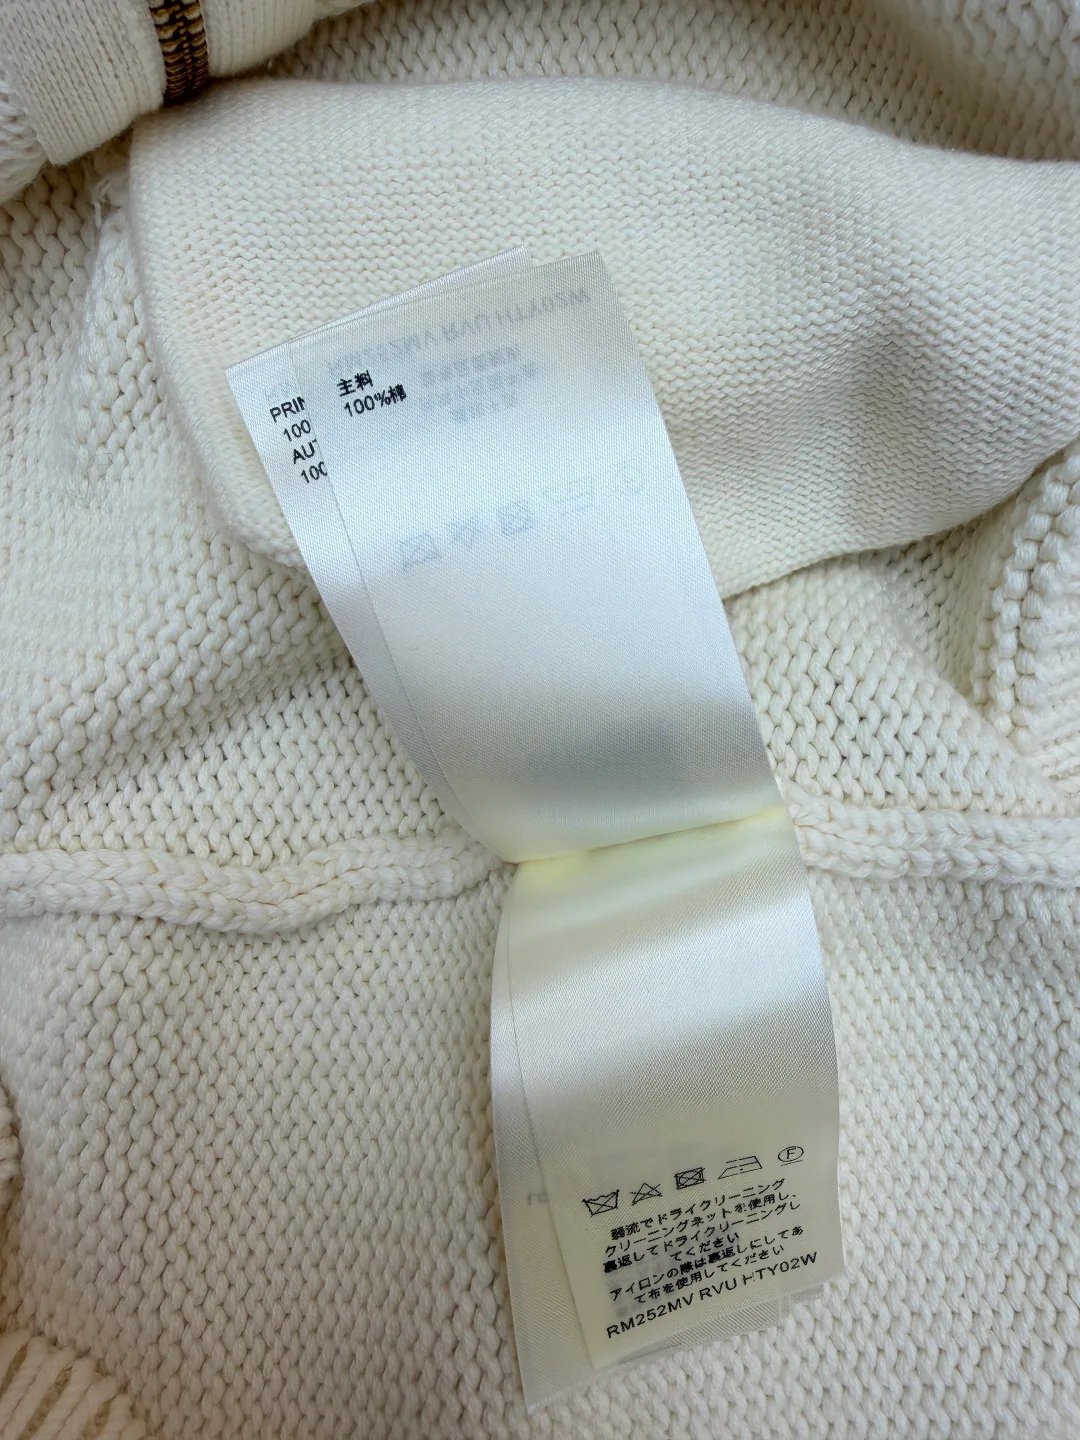 PRIN
100
AUT
100
主料
100%棉
F
弱流でドライクリーニング
クリーニングネットを使用し、
裏返してドライクリーニングし
てください
アイロンの際は裏返しにしてあ
て布を使用してください
RM252MV RVU HTY02W